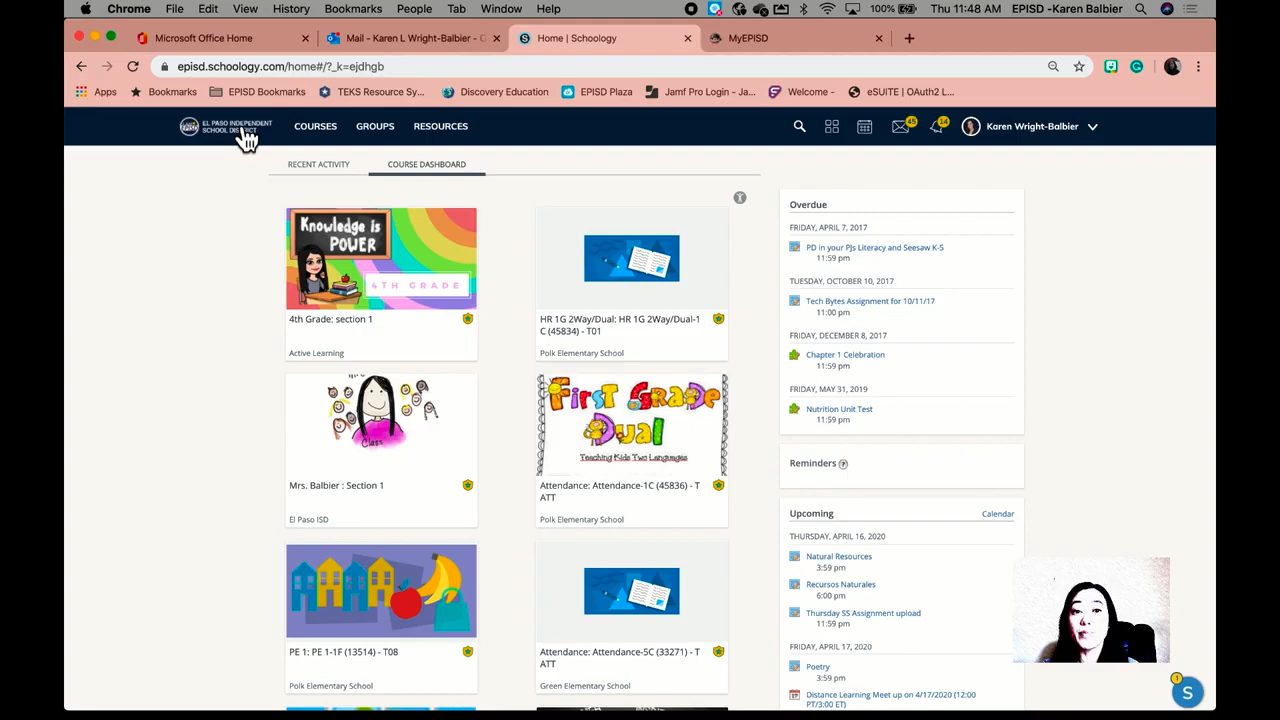 Chrome File Edit View History Bookmarks People Tab Window Help 100% Thu 11:48 AM EPISD -Karen Balbier
Microsoft Office Home Mail - Karen L Wright-Balbier - Home | Schoology MyEPISD
episd.schoology.com/home#/?_k=ejdhgb
Apps Bookmarks EPISD Bookmarks TEKS Resource Sy... Discovery Education EPISD Plaza Jamf Pro Login - Ja... Welcome - eSUITE | OAuth2 L...
EL PASO INDEPENDENT
SCHOOL DISTRICT
COURSES GROUPS RESOURCES 45 14 Karen Wright-Balbier
RECENT ACTIVITY COURSE DASHBOARD
Knowledge is
POWER
4TH GRADE
4th Grade: section 1
Active Learning
HR 1G 2Way/Dual: HR 1G 2Way/Dual-1
C (45834) - T01
Polk Elementary School
Class
Mrs. Balbier : Section 1
El Paso ISD
First Grade
Dual
Teaching Kids Two Languages
Attendance: Attendance-1C (45836) - T
ATT
Polk Elementary School
PE 1: PE 1-1F (13514) - T08
Polk Elementary School
Attendance: Attendance-5C (33271) - T
ATT
Green Elementary School
Overdue
FRIDAY, APRIL 7, 2017
PD in your PJs Literacy and Seesaw K-5
11:59 pm
TUESDAY, OCTOBER 10, 2017
Tech Bytes Assignment for 10/11/17
11:00 pm
FRIDAY, DECEMBER 8, 2017
Chapter 1 Celebration
11:59 pm
FRIDAY, MAY 31, 2019
Nutrition Unit Test
11:59 pm
Reminders ?
Upcoming Calendar
THURSDAY, APRIL 16, 2020
Natural Resources
3:59 pm
Recursos Naturales
6:00 pm
Thursday SS Assignment upload
11:59 pm
FRIDAY, APRIL 17, 2020
Poetry
3:59 pm
Distance Learning Meet up on 4/17/2020 (12:00
PT/3:00 ET)
1
S